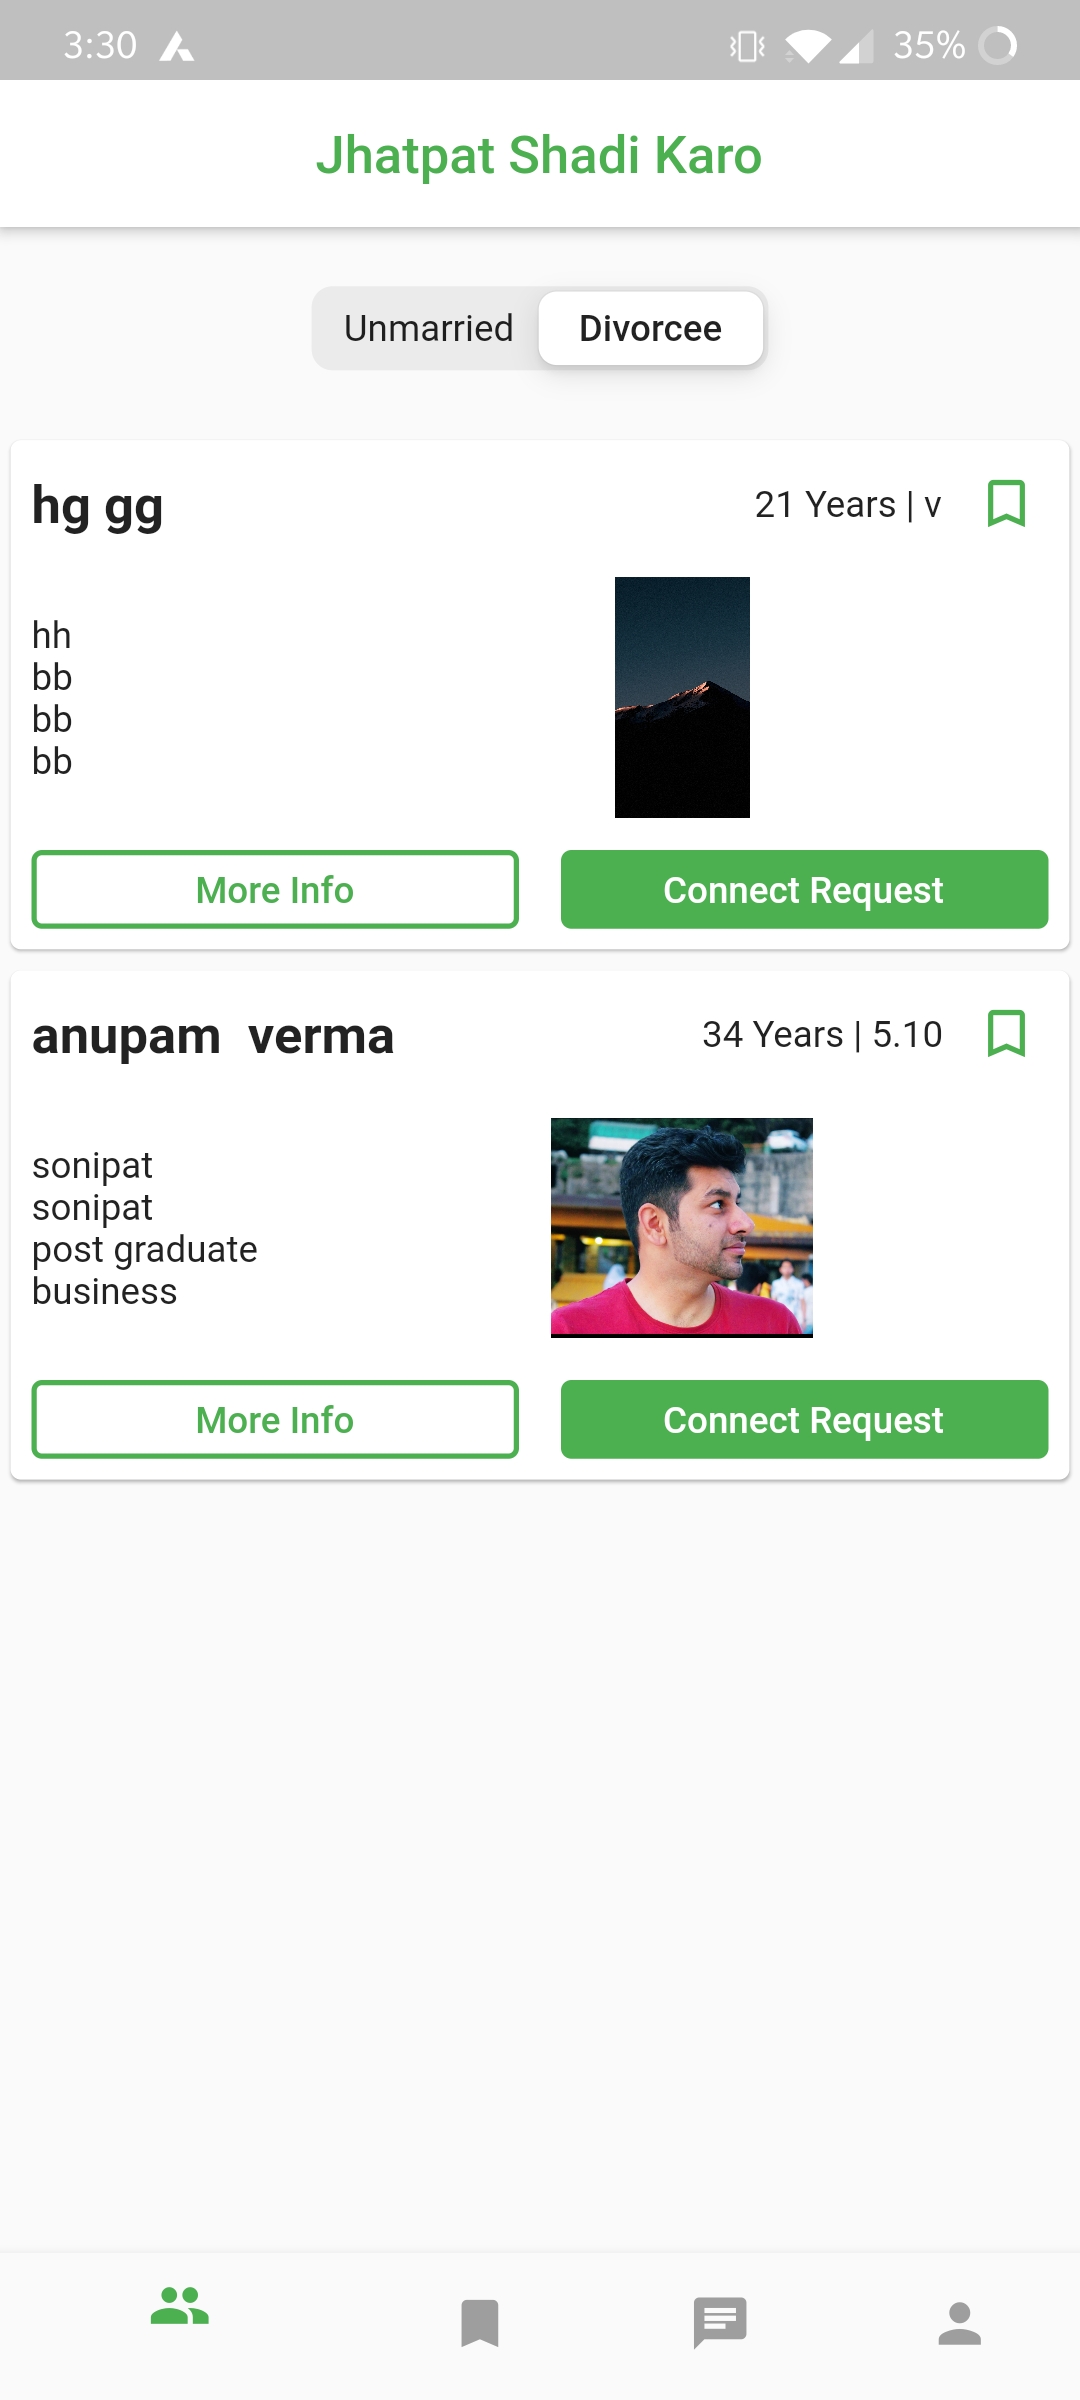 3:30 35%
Jhatpat Shadi Karo
Unmarried Divorcee
hg gg 21 Years | v
hh
bb
bb
bb
More Info Connect Request
anupam  verma 34 Years | 5.10
sonipat
sonipat
post graduate
business
More Info Connect Request